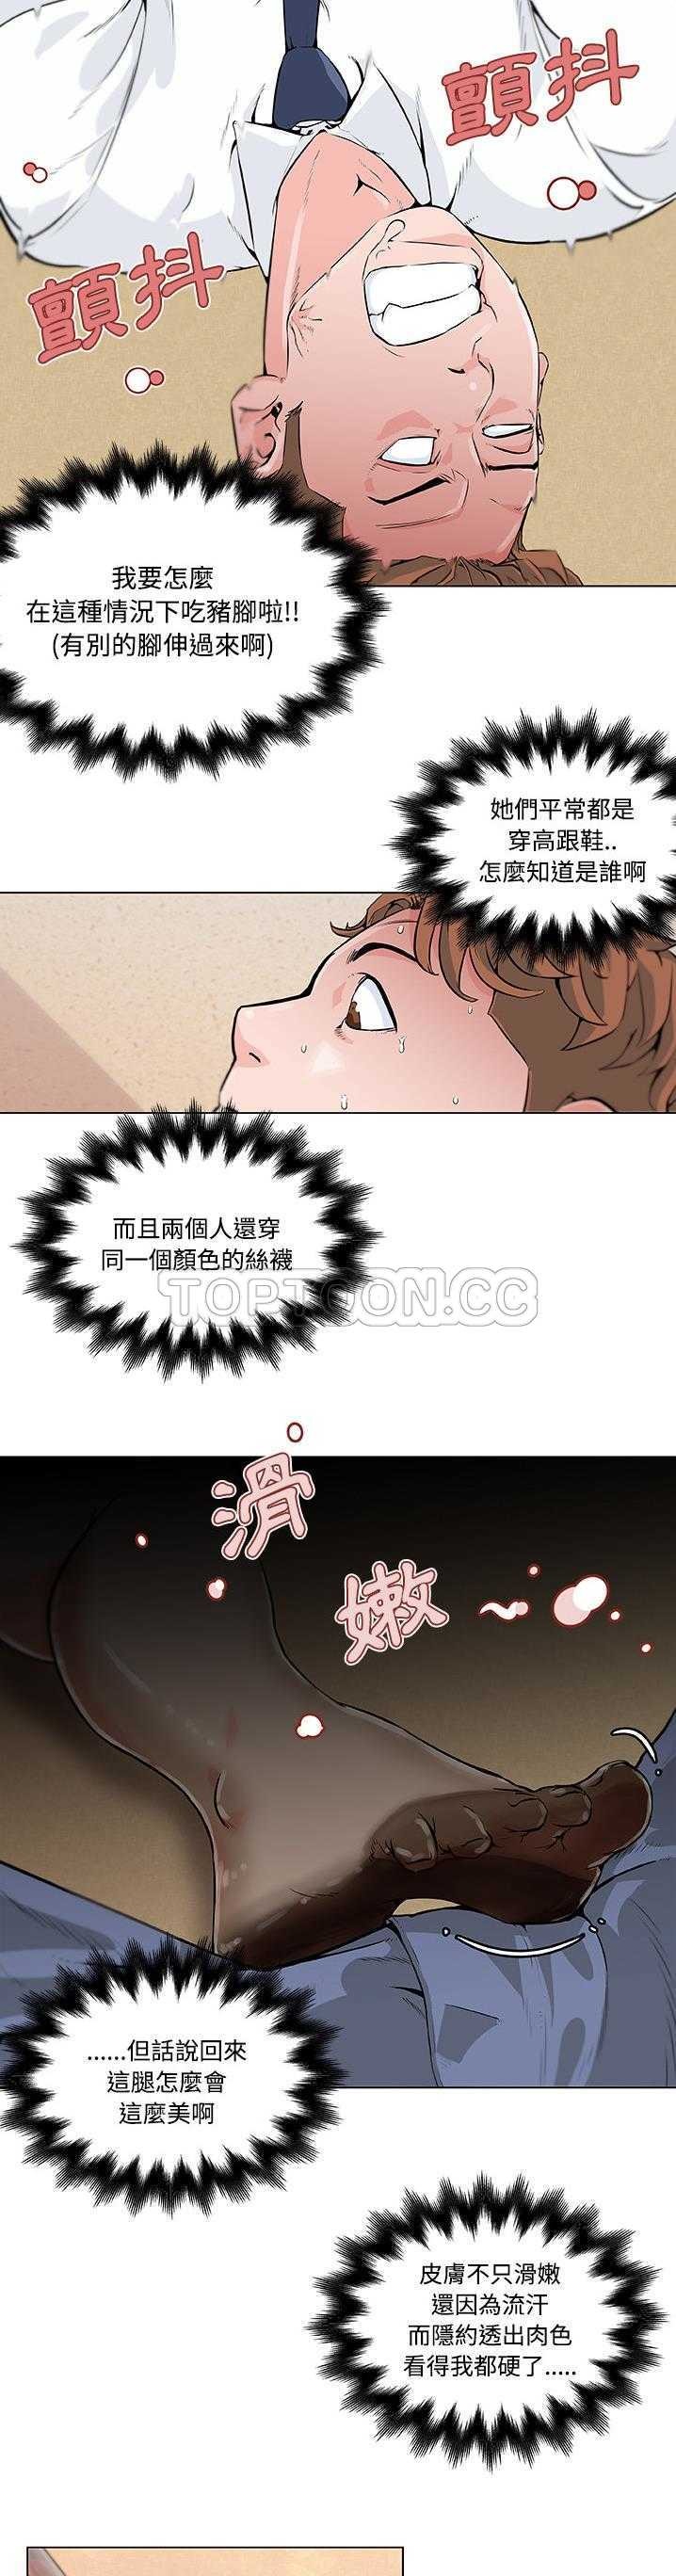 顫抖
顫抖
我要怎麼
在這種情況下吃豬腳啦!!
(有別的腳伸過來啊)
她們平常都是
穿高跟鞋..
怎麼知道是誰啊
而且兩個人還穿
同一個顏色的絲襪
TOPTOON.CC
滑
嫩
......但話說回來
這腿怎麼會
這麼美啊
皮膚不只滑嫩
還因為流汗
而隱約透出肉色
看得我都硬了.....